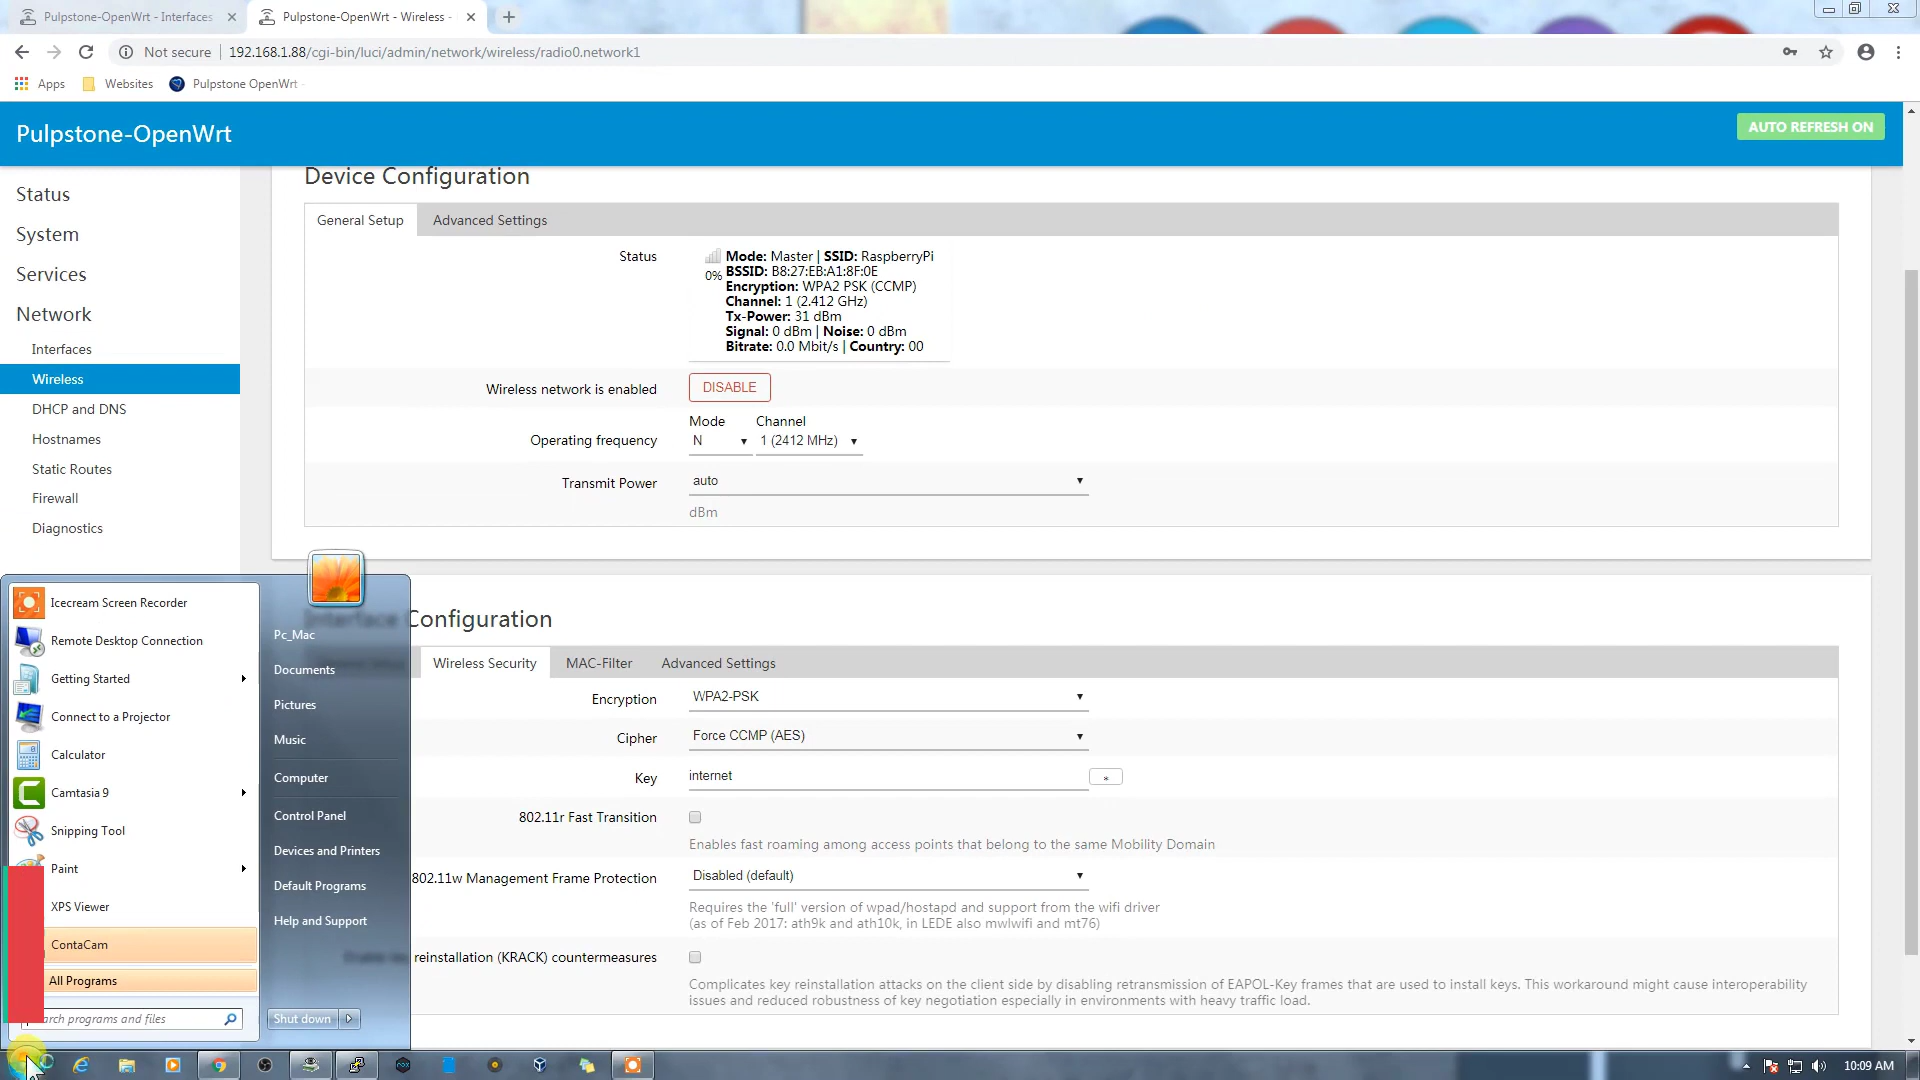 Pulpstone-OpenWrt - Interfaces
Pulpstone-OpenWrt - Wireless -
Not secure
192.168.1.88/cgi-bin/luci/admin/network/wireless/radio0.network1
Apps
Websites
Pulpstone OpenWrt
Pulpstone-OpenWrt
AUTO REFRESH ON
Status
System
Services
Network
Interfaces
Wireless
DHCP and DNS
Hostnames
Static Routes
Firewall
Diagnostics
Device Configuration
General Setup
Advanced Settings
Status
0%
Mode: Master | SSID: RaspberryPi
BSSID: B8:27:EB:A1:8F:0E
Encryption: WPA2 PSK (CCMP)
Channel: 1 (2.412 GHz)
Tx-Power: 31 dBm
Signal: 0 dBm | Noise: 0 dBm
Bitrate: 0.0 Mbit/s | Country: 00
Wireless network is enabled
DISABLE
Operating frequency
Mode
Channel
N
1 (2412 MHz)
Transmit Power
auto
dBm
Interface Configuration
Wireless Security
MAC-Filter
Advanced Settings
Encryption
WPA2-PSK
Cipher
Force CCMP (AES)
Key
internet
*
802.11r Fast Transition
Enables fast roaming among access points that belong to the same Mobility Domain
802.11w Management Frame Protection
Disabled (default)
Requires the 'full' version of wpad/hostapd and support from the wifi driver
(as of Feb 2017: ath9k and ath10k, in LEDE also mwlwifi and mt76)
reinstallation (KRACK) countermeasures
Complicates key reinstallation attacks on the client side by disabling retransmission of EAPOL-Key frames that are used to install keys. This workaround might cause interoperability
issues and reduced robustness of key negotiation especially in environments with heavy traffic load.
Icecream Screen Recorder
Remote Desktop Connection
Getting Started
Connect to a Projector
Calculator
Camtasia 9
Snipping Tool
Paint
XPS Viewer
ContaCam
All Programs
arch programs and files
Pc_Mac
Documents
Pictures
Music
Computer
Control Panel
Devices and Printers
Default Programs
Help and Support
Shut down
10:09 AM